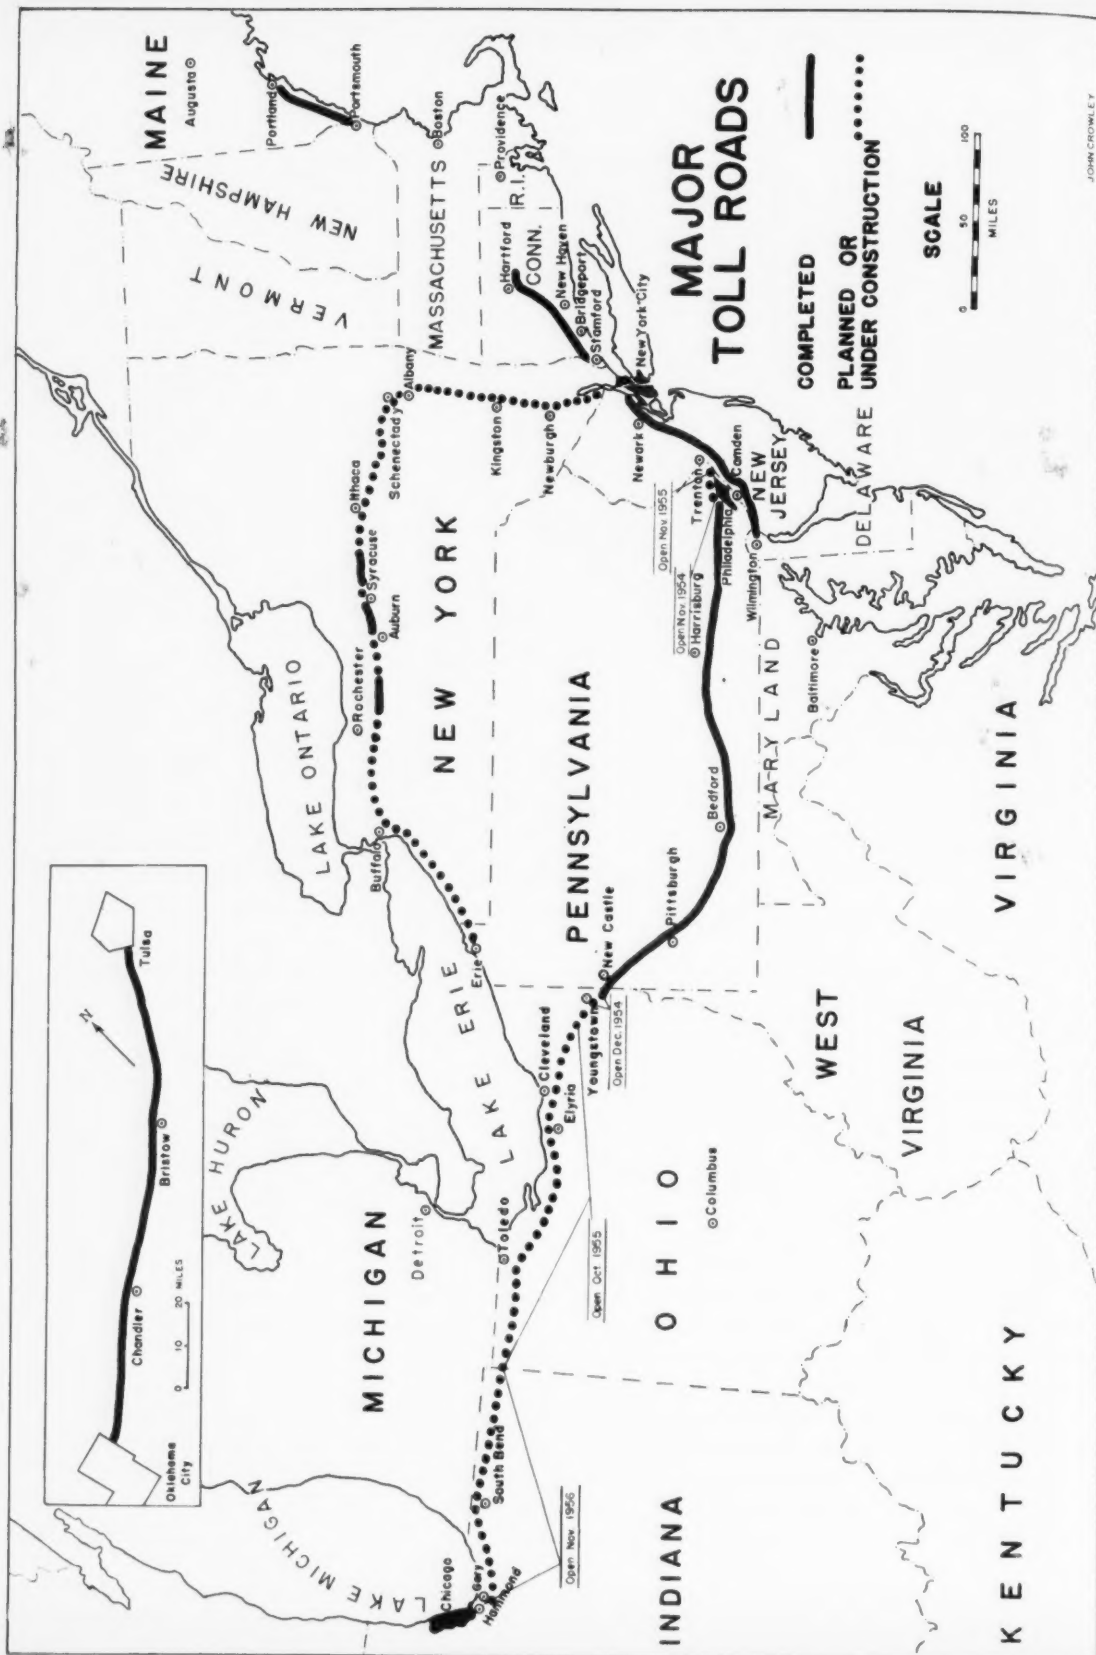 MAJOR
TOLL ROADS
COMPLETED
PLANNED OR
UNDER CONSTRUCTION
SCALE
0 50 100
MILES
JOHN CROWLEY
Oklahoma
City
Chandler
Bristow
Tulsa
N
0 10 20 MILES
LAKE MICHIGAN
LAKE HURON
LAKE ERIE
LAKE ONTARIO
MAINE
Augusta
Portland
Portsmouth
NEW HAMPSHIRE
VERMONT
MASSACHUSETTS
Boston
Providence
R.I.
CONN.
Hartford
New Haven
Bridgeport
Stamford
New York City
NEW YORK
Albany
Schenectady
Ithaca
Syracuse
Auburn
Rochester
Buffalo
Kingston
Newburgh
Newark
NEW
JERSEY
Trenton
Camden
Open Nov. 1955
Open Nov. 1954
Philadelphia
Harrisburg
Wilmington
DELAWARE
MARYLAND
Baltimore
PENNSYLVANIA
Bedford
Pittsburgh
New Castle
Erie
Youngstown
Open Dec. 1954
Cleveland
Elyria
Toledo
Open Oct. 1955
OHIO
Columbus
MICHIGAN
Detroit
South Bend
Gary
Hammond
Chicago
Open Nov. 1956
INDIANA
KENTUCKY
WEST
VIRGINIA
VIRGINIA